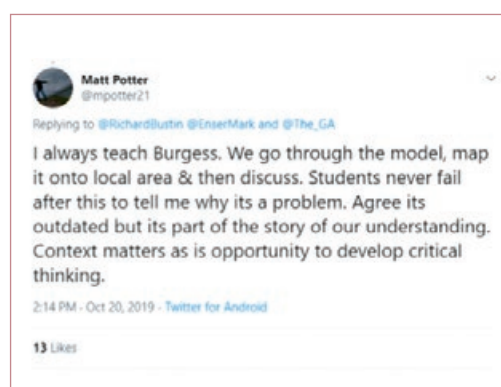 Matt Potter
@mpotter21
Replying to @RichardBustin @EnserMark and @The_GA
I always teach Burgess. We go through the model, map
it onto local area & then discuss. Students never fail
after this to tell me why its a problem. Agree its
outdated but its part of the story of our understanding.
Context matters as is opportunity to develop critical
thinking.
2:14 PM - Oct 20, 2019 - Twitter for Android
13 Likes